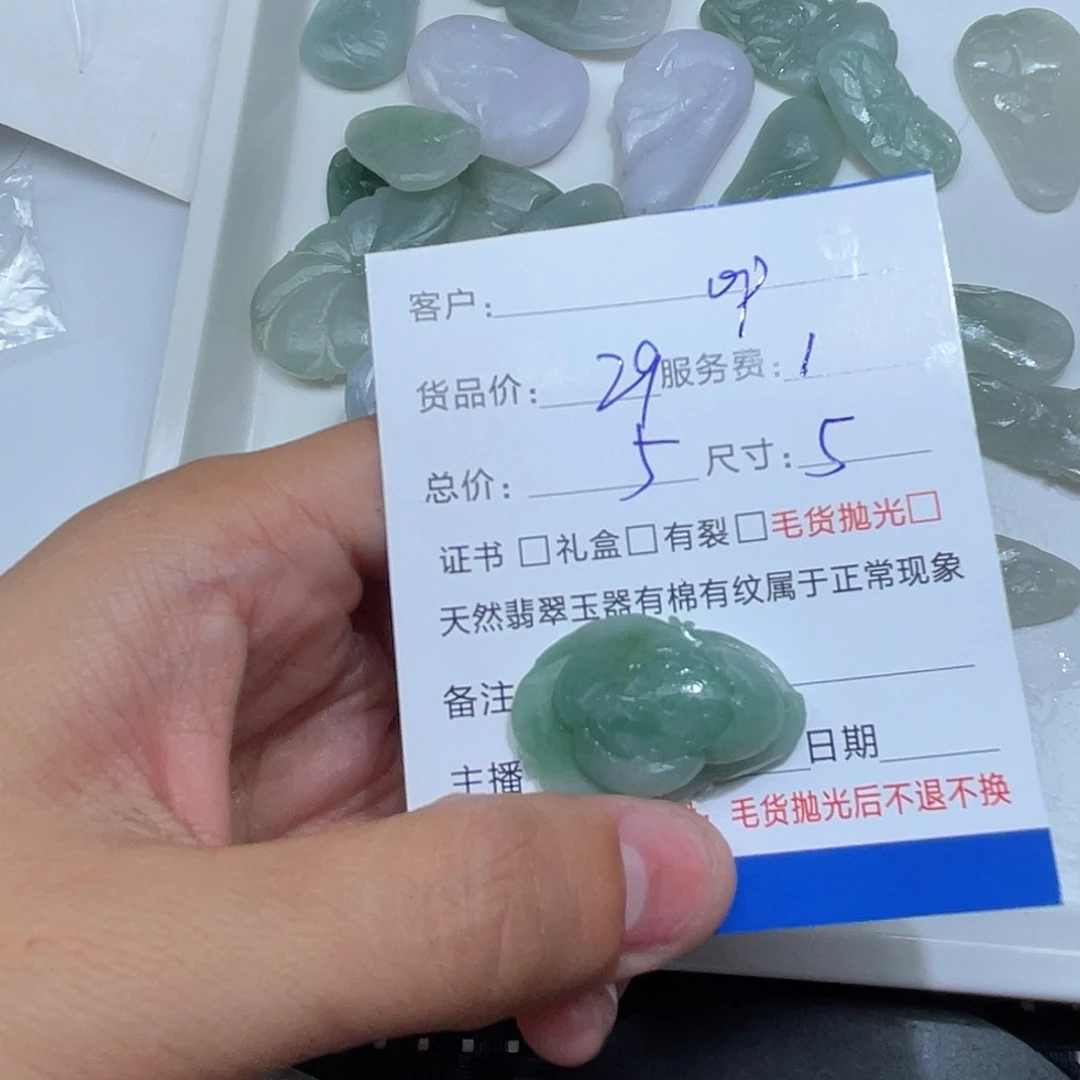 客户:
货品价: 29 服务费: 1
总价: 5 尺寸: 5
证书 □ 礼盒 □ 有裂 □ 毛货抛光 □
天然翡翠玉器有棉有纹属于正常现象
备注
主播 日期
毛货抛光后不退不换